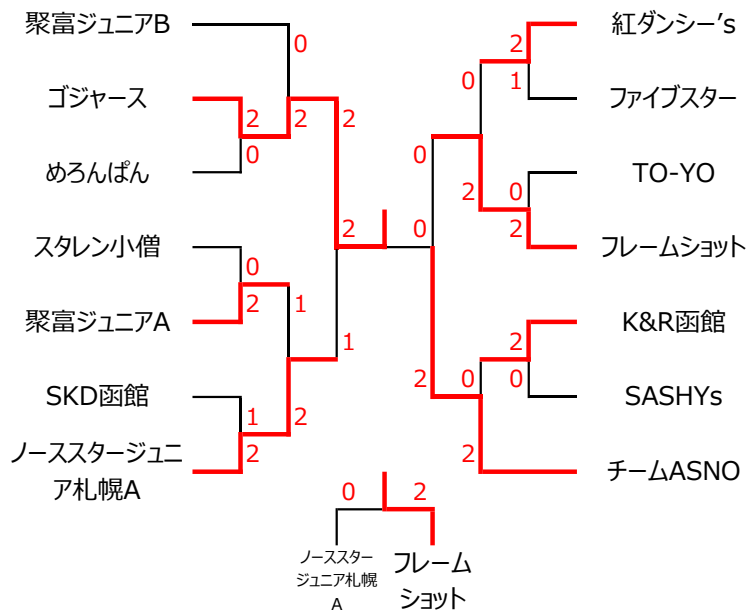 聚富ジュニアB
0
ゴジャース
2
2
2
0
めろんぱん
2
スタレン小僧
0
2
1
聚富ジュニアA
1
SKD函館
1
2
ノーススタージュニ
ア札幌A
2
紅ダンシー’s
2
0
1
ファイブスター
0
TO-YO
2
0
2
0
フレームショット
K&R函館
2
2
0
0
SASHYs
2
チームASNO
0
2
ノーススター
ジュニア札幌
A
フレーム
ショット